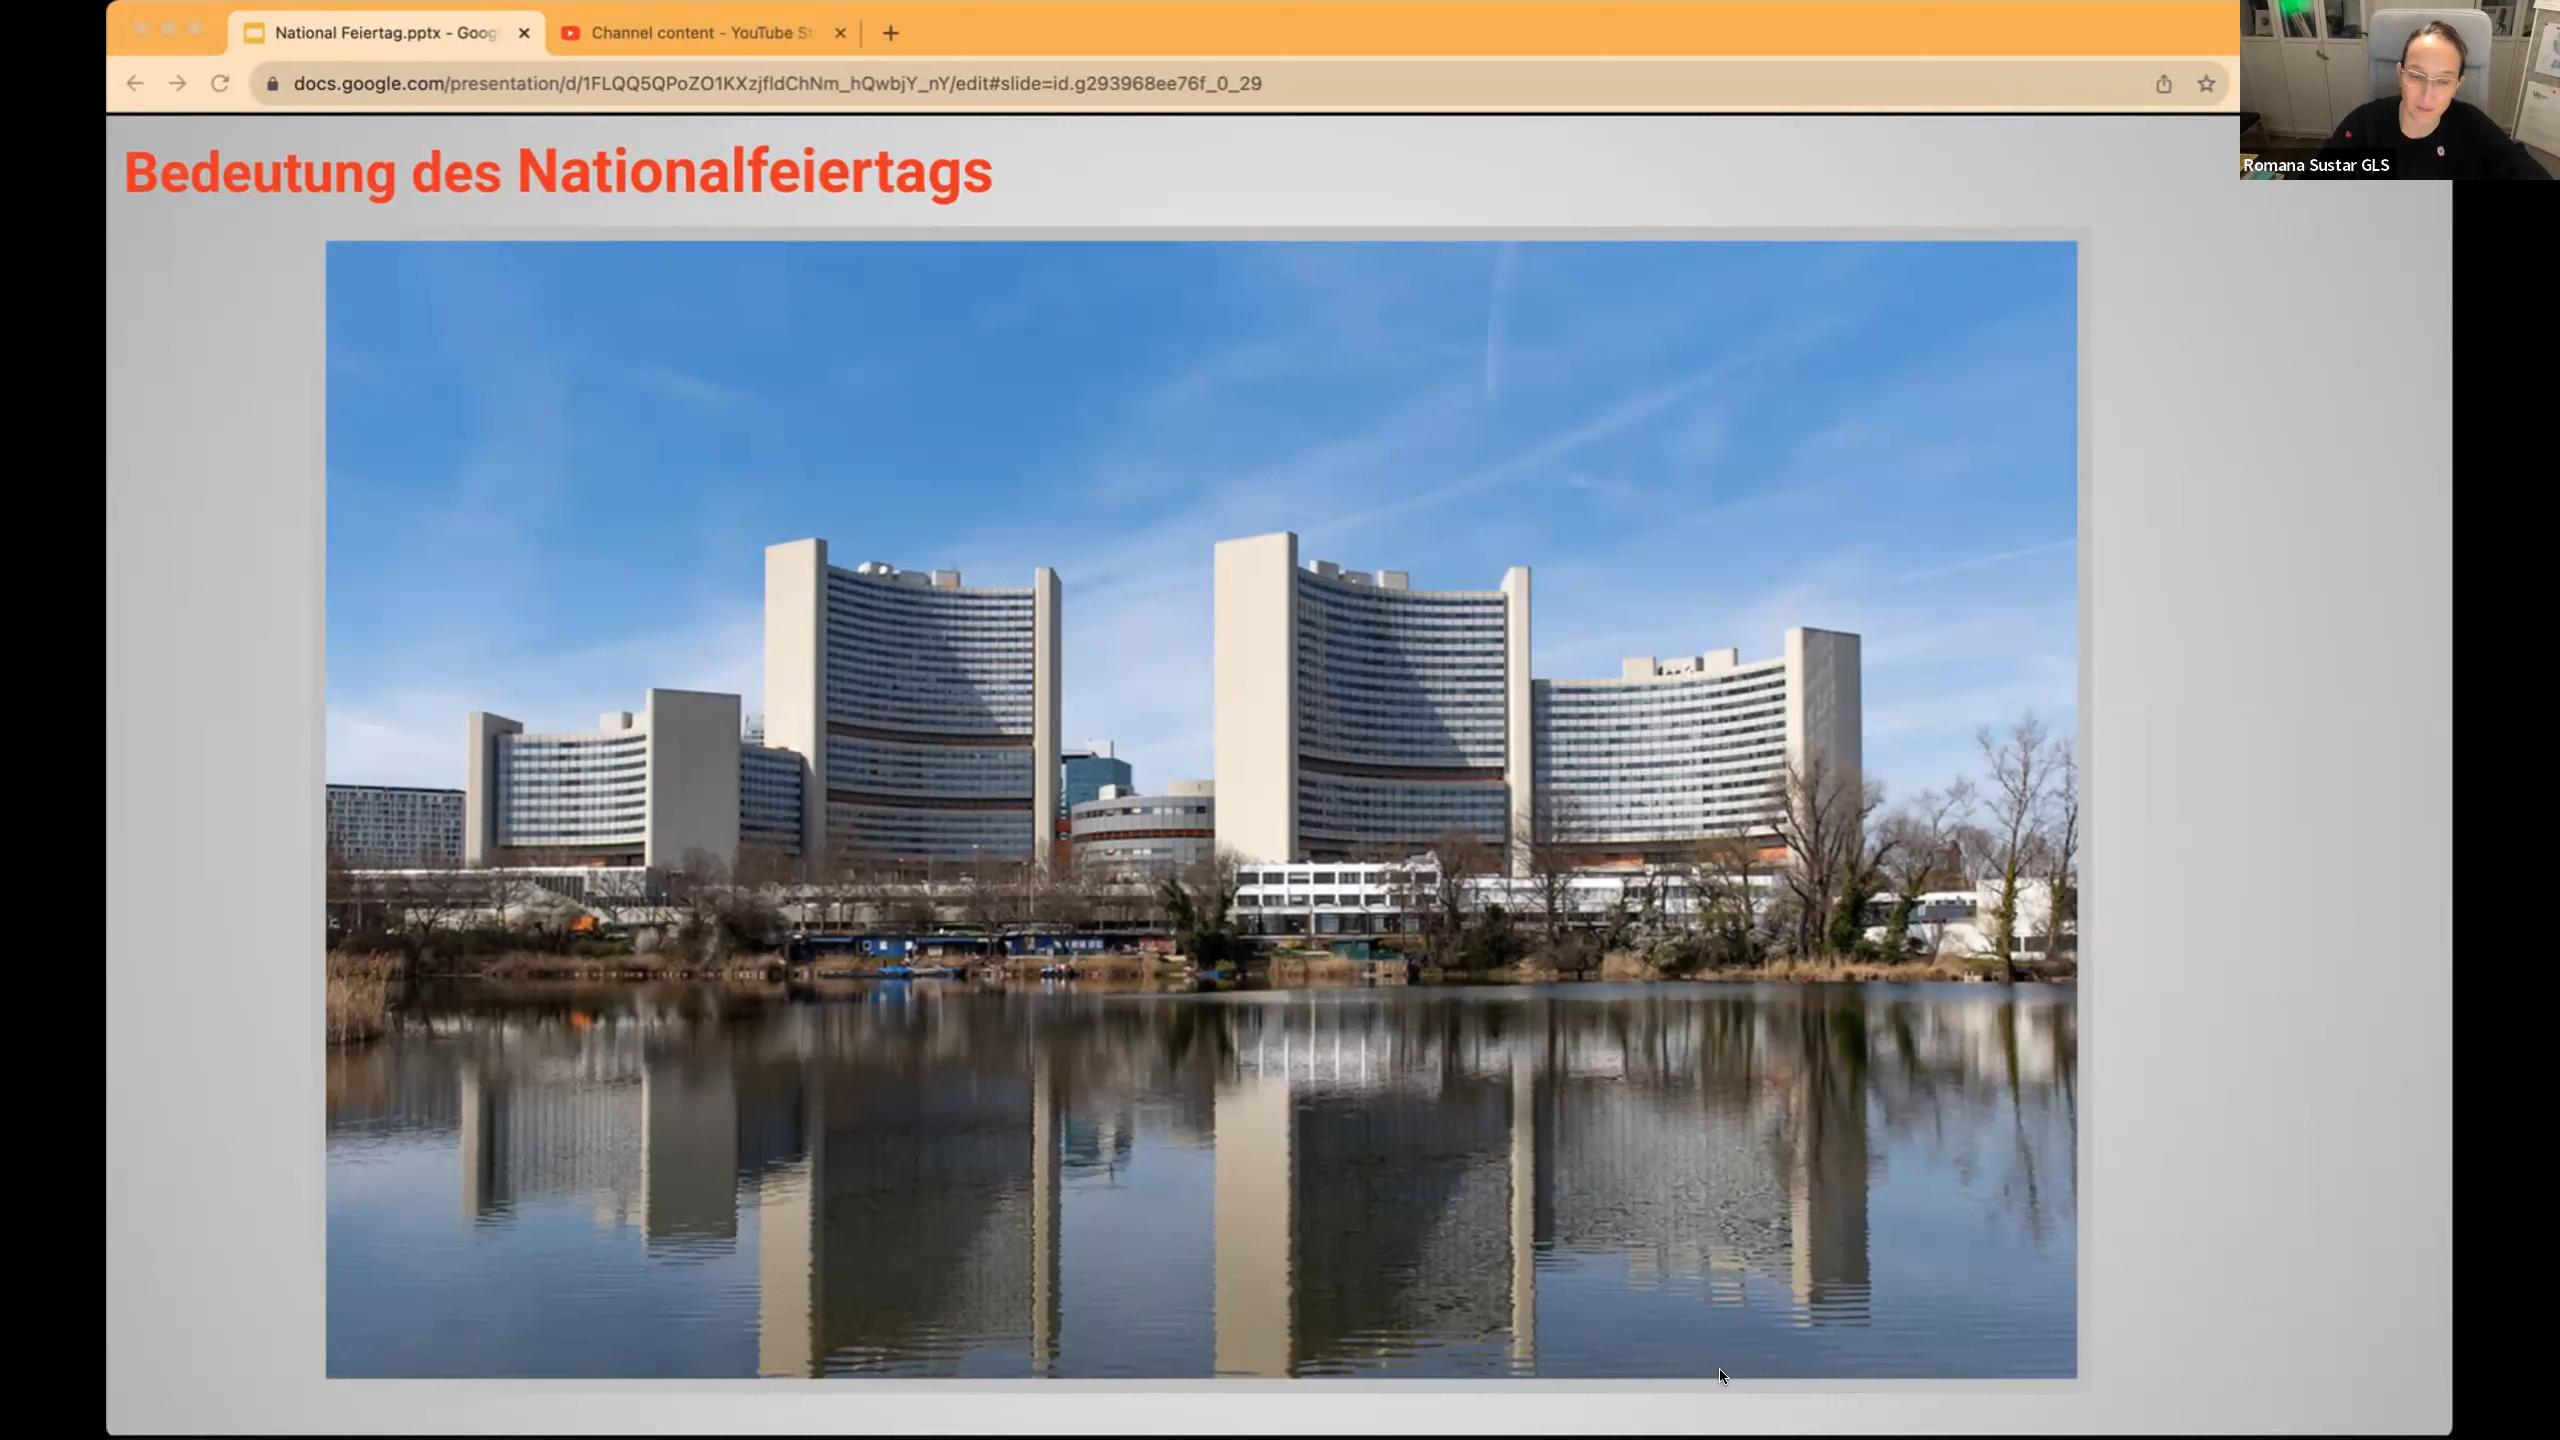 National Feiertag.pptx - Goog
Channel content - YouTube St
docs.google.com/presentation/d/1FLQQ5QPoZO1KXzjfldChNm_hQwbjY_nY/edit#slide=id.g293968ee76f_0_29
Romana Sustar GLS
Bedeutung des Nationalfeiertags